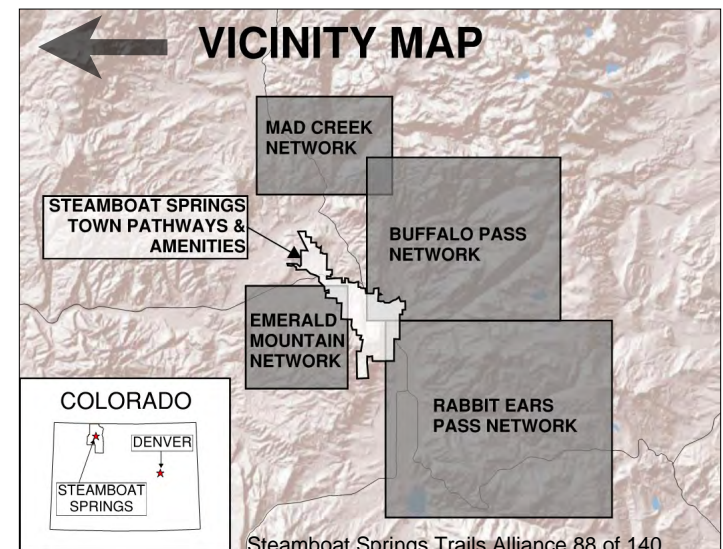 VICINITY MAP
MAD CREEK
NETWORK
STEAMBOAT SPRINGS
TOWN PATHWAYS &
AMENITIES
BUFFALO PASS
NETWORK
EMERALD
MOUNTAIN
NETWORK
RABBIT EARS
PASS NETWORK
COLORADO
DENVER
STEAMBOAT
SPRINGS
Steamboat Springs Trails Alliance 88 of 140